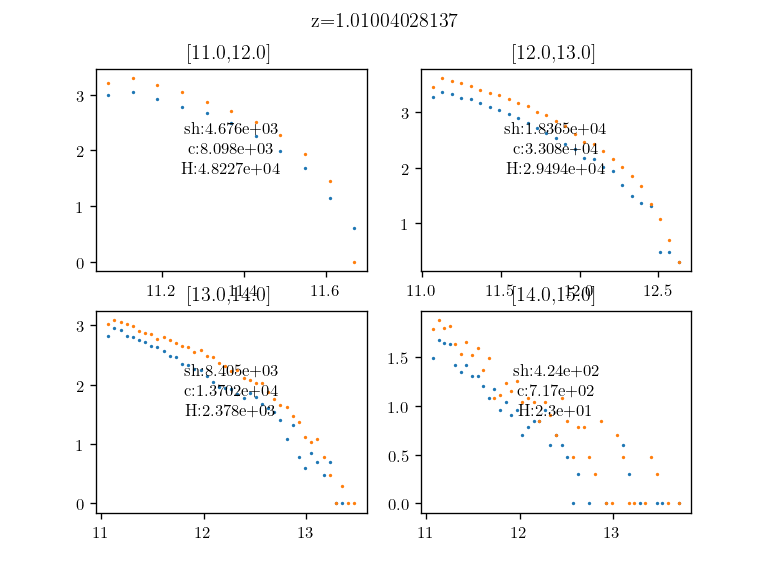 z=1.01004028137
[11.0,12.0]
[12.0,13.0]
3
2
1
0
sh:4.676e+03
c:8.098e+03
H:4.8227e+04
11.2
11.4
11.6
3
2
1
sh:1.8365e+04
c:3.308e+04
H:2.9494e+04
11.0
11.5
12.0
12.5
[13.0,14.0]
[14.0,15.0]
3
2
1
0
sh:8.405e+03
c:1.3702e+04
H:2.378e+03
11
12
13
1.5
1.0
0.5
0.0
sh:4.24e+02
c:7.17e+02
H:2.3e+01
11
12
13